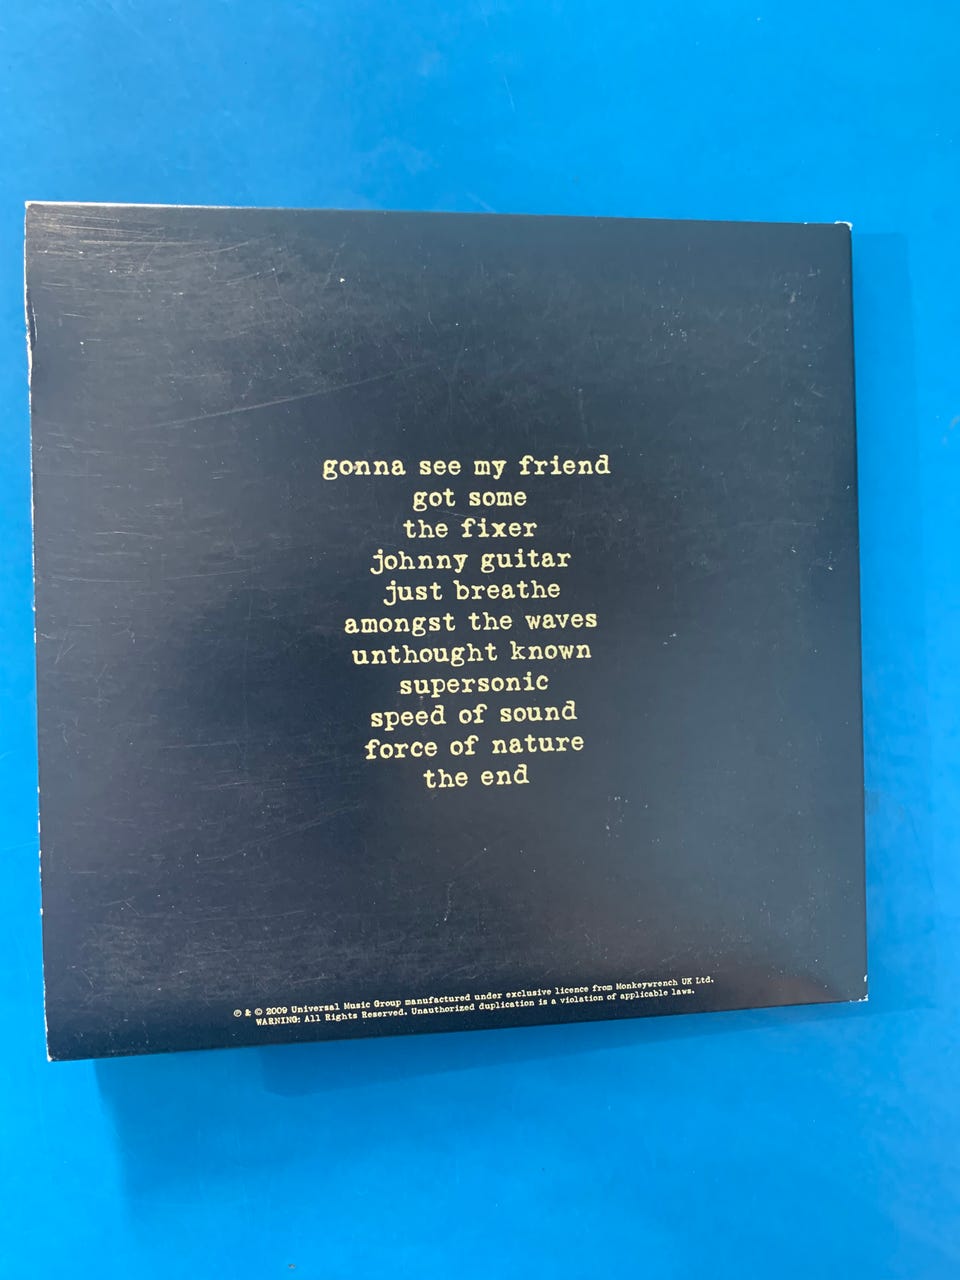 gonna see my friend
got some
the fixer
johnny guitar
just breathe
amongst the waves
unthought known
supersonic
speed of sound
force of nature
the end
℗ & © 2009 Universal Music Group manufactured under exclusive licence from Monkeywrench UK Ltd.
WARNING: All Rights Reserved. Unauthorized duplication is a violation of applicable laws.